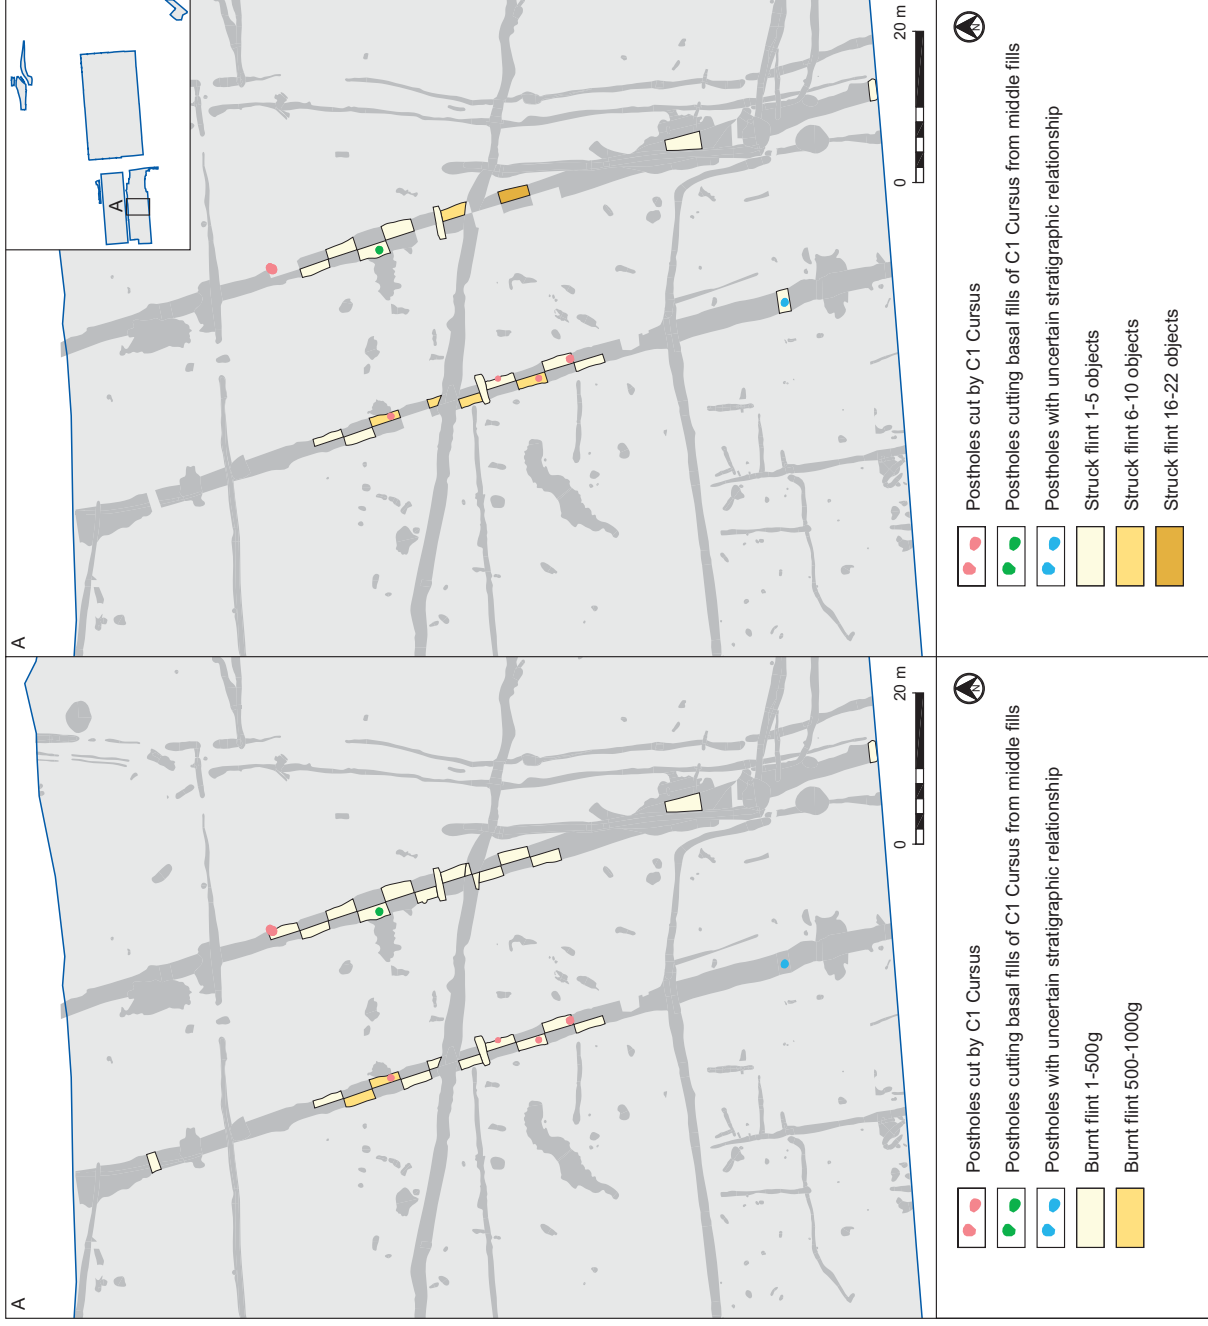 A
0
20 m
N
Postholes cut by C1 Cursus
Postholes cutting basal fills of C1 Cursus from middle fills
Postholes with uncertain stratigraphic relationship
Burnt flint 1-500g
Burnt flint 500-1000g
A
A
0
20 m
N
Postholes cut by C1 Cursus
Postholes cutting basal fills of C1 Cursus from middle fills
Postholes with uncertain stratigraphic relationship
Struck flint 1-5 objects
Struck flint 6-10 objects
Struck flint 16-22 objects